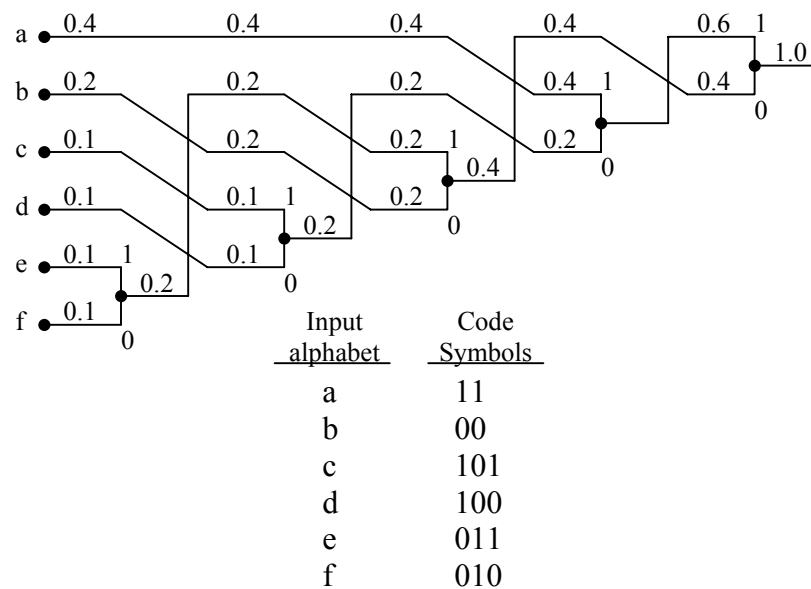 0.4 0.4 0.4 0.4 0.6 1
a 1.0
0.2 0.2 0.2 0.4 1 0.4
b 0
0.1 0.2 0.2 1 0.2
c 0.4 0
0.1 0.1 1 0.2
d 0.2 0
0.1 1 0.1
e 0.2 0
0.1
f 0
Input Code
alphabet Symbols
a 11
b 00
c 101
d 100
e 011
f 010